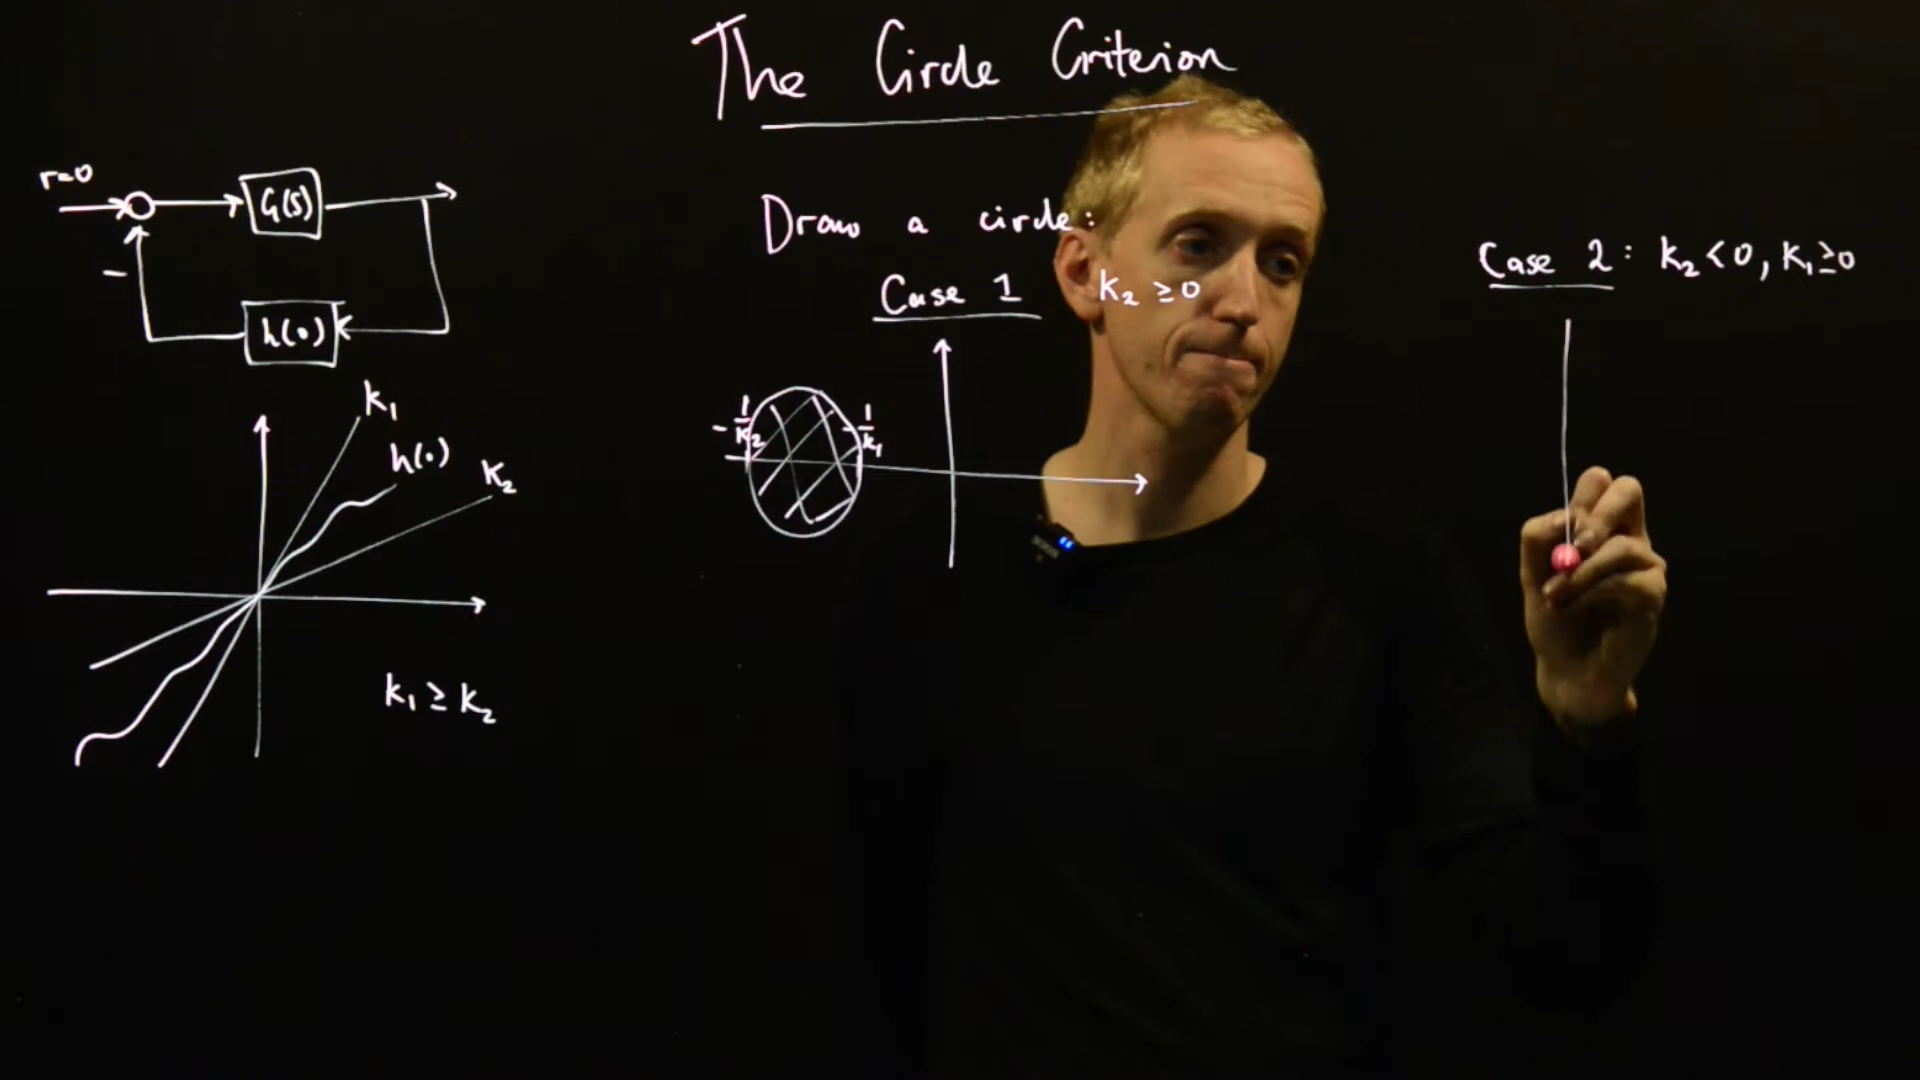 The Circle Criterion
r=0
G(s)
−
h(·)
k₁
h(·)
k₂
k₁ ≥ k₂
Draw a circle:
Case 1 k₂ ≥ 0
-1/k₂
-1/k₁
Case 2: k₂<0, k₁≥0